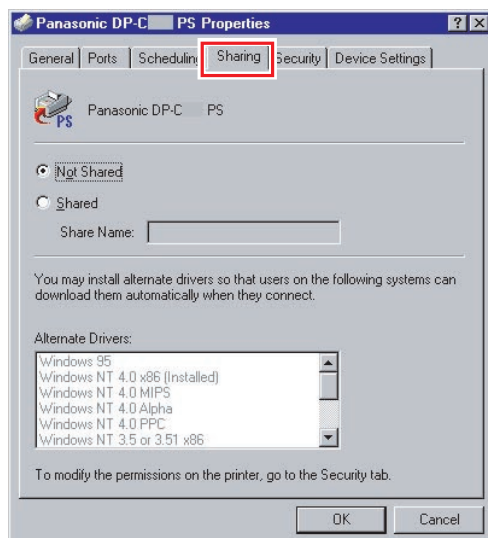 Panasonic DP-C PS Properties
General Ports Scheduling Sharing Security Device Settings
PS
Panasonic DP-C PS
Not Shared
Shared
Share Name:
You may install alternate drivers so that users on the following systems can
download them automatically when they connect.
Alternate Drivers:
Windows 95
Windows NT 4.0 x86 (Installed)
Windows NT 4.0 MIPS
Windows NT 4.0 Alpha
Windows NT 4.0 PPC
Windows NT 3.5 or 3.51 x86
To modify the permissions on the printer, go to the Security tab.
OK Cancel